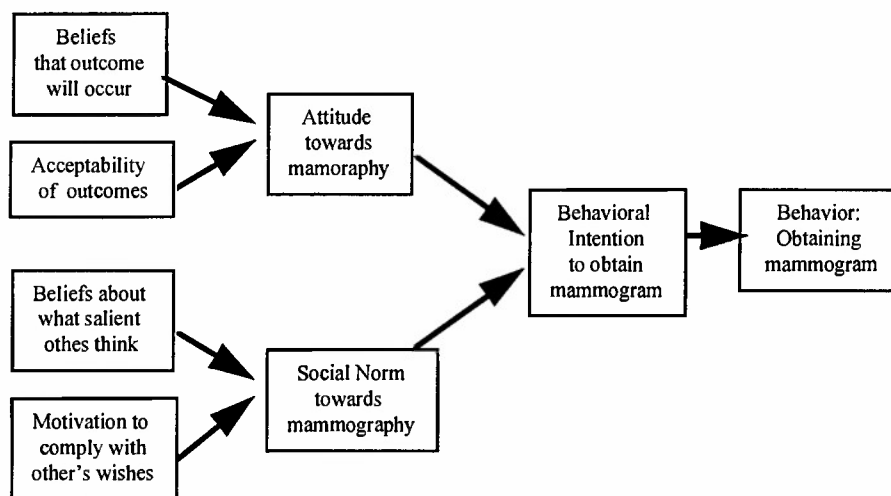 Beliefs
that outcome
will occur
Acceptability
of outcomes
Attitude
towards
mamoraphy
Beliefs about
what salient
othes think
Motivation to
comply with
other's wishes
Social Norm
towards
mammography
Behavioral
Intention
to obtain
mammogram
Behavior:
Obtaining
mammogram